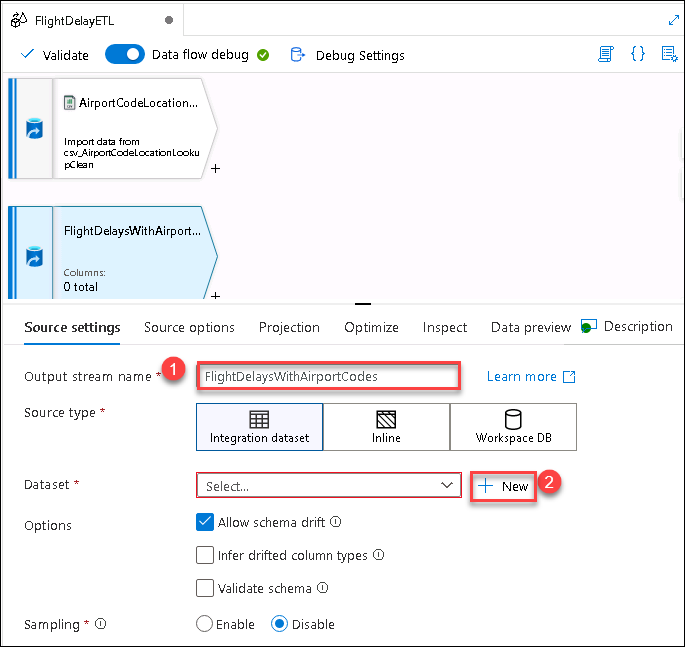 FlightDelayETL
Validate
Data flow debug
Debug Settings
{}
AirportCodeLocation...
Import data from
csv_AirportCodeLocationLooku
pClean
+
FlightDelaysWithAirport...
Columns:
0 total
+
Source settings
Source options
Projection
Optimize
Inspect
Data preview
Description
Output stream name *
1
FlightDelaysWithAirportCodes
Learn more
Source type *
Integration dataset
Inline
Workspace DB
Dataset *
Select...
+ New
2
Options
Allow schema drift
Infer drifted column types
Validate schema
Sampling *
Enable
Disable